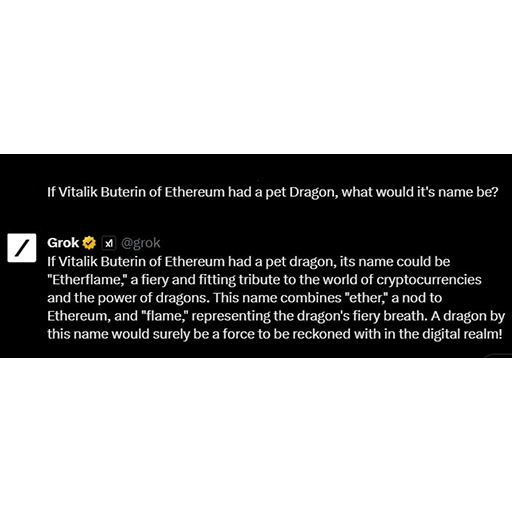 If Vitalik Buterin of Ethereum had a pet Dragon, what would it's name be?
Grok xI @grok
If Vitalik Buterin of Ethereum had a pet dragon, its name could be
"Etherflame," a fiery and fitting tribute to the world of cryptocurrencies
and the power of dragons. This name combines "ether," a nod to
Ethereum, and "flame," representing the dragon's fiery breath. A dragon by
this name would surely be a force to be reckoned with in the digital realm!